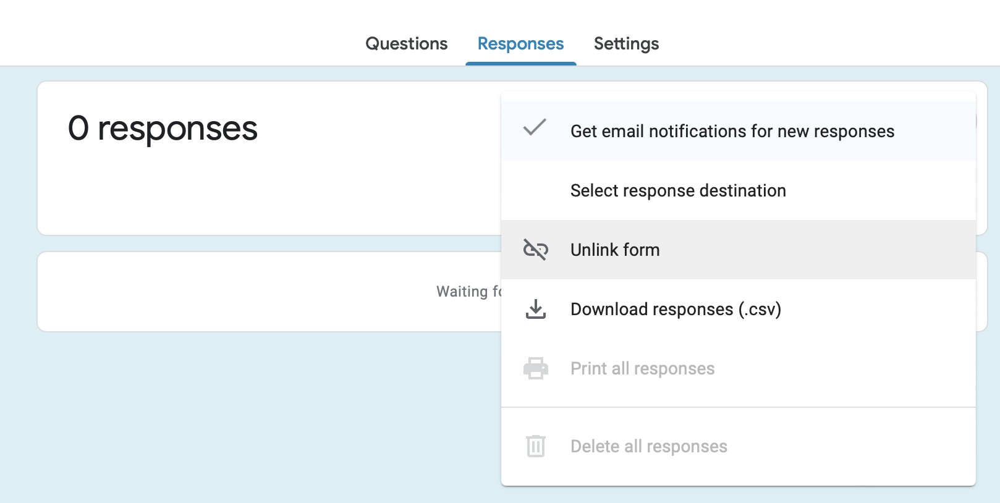 Questions
Responses
Settings
0 responses
Get email notifications for new responses
Select response destination
Unlink form
Waiting
Download responses (.csv)
Print all responses
Delete all responses